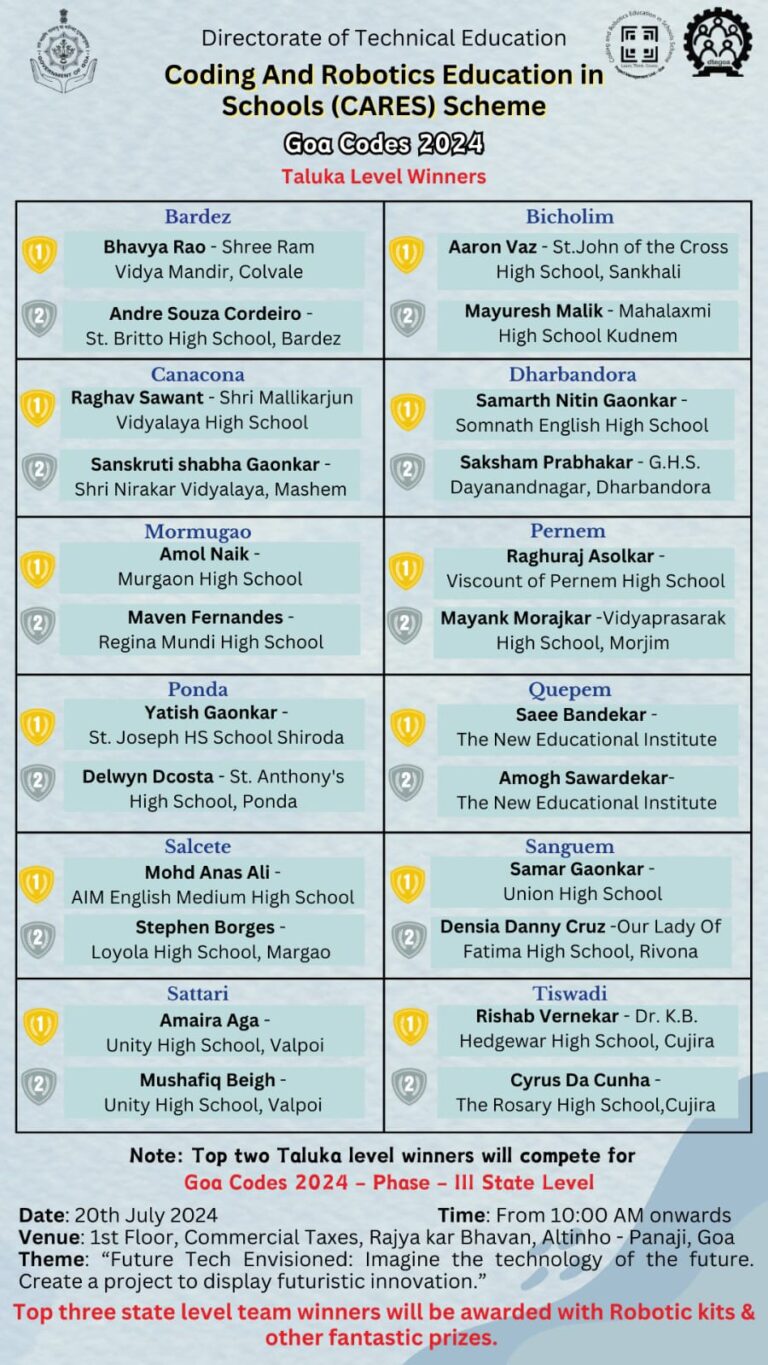 Directorate of Technical Education
Coding And Robotics Education in
Schools (CARES) Scheme
Goa Codes 2024
Taluka Level Winners
GOVERNMENT OF GOA
Coding and Robotics Education in Schools Scheme
Learn. Think. Create.
dtegoa
Bardez
1
Bhavya Rao - Shree Ram
Vidya Mandir, Colvale
2
Andre Souza Cordeiro -
St. Britto High School, Bardez
Bicholim
1
Aaron Vaz - St.John of the Cross
High School, Sankhali
2
Mayuresh Malik - Mahalaxmi
High School Kudnem
Canacona
1
Raghav Sawant - Shri Mallikarjun
Vidyalaya High School
2
Sanskruti shabha Gaonkar -
Shri Nirakar Vidyalaya, Mashem
Dharbandora
1
Samarth Nitin Gaonkar -
Somnath English High School
2
Saksham Prabhakar - G.H.S.
Dayanandnagar, Dharbandora
Mormugao
1
Amol Naik -
Murgaon High School
2
Maven Fernandes -
Regina Mundi High School
Pernem
1
Raghuraj Asolkar -
Viscount of Pernem High School
2
Mayank Morajkar -Vidyaprasarak
High School, Morjim
Ponda
1
Yatish Gaonkar -
St. Joseph HS School Shiroda
2
Delwyn Dcosta - St. Anthony's
High School, Ponda
Quepem
1
Saee Bandekar -
The New Educational Institute
2
Amogh Sawardekar-
The New Educational Institute
Salcete
1
Mohd Anas Ali -
AIM English Medium High School
2
Stephen Borges -
Loyola High School, Margao
Sanguem
1
Samar Gaonkar -
Union High School
2
Densia Danny Cruz -Our Lady Of
Fatima High School, Rivona
Sattari
1
Amaira Aga -
Unity High School, Valpoi
2
Mushafiq Beigh -
Unity High School, Valpoi
Tiswadi
1
Rishab Vernekar - Dr. K.B.
Hedgewar High School, Cujira
2
Cyrus Da Cunha -
The Rosary High School,Cujira
Note: Top two Taluka level winners will compete for
Goa Codes 2024 - Phase - III State Level
Date: 20th July 2024 Time: From 10:00 AM onwards
Venue: 1st Floor, Commercial Taxes, Rajya kar Bhavan, Altinho - Panaji, Goa
Theme: “Future Tech Envisioned: Imagine the technology of the future.
Create a project to display futuristic innovation.”
Top three state level team winners will be awarded with Robotic kits &
other fantastic prizes.